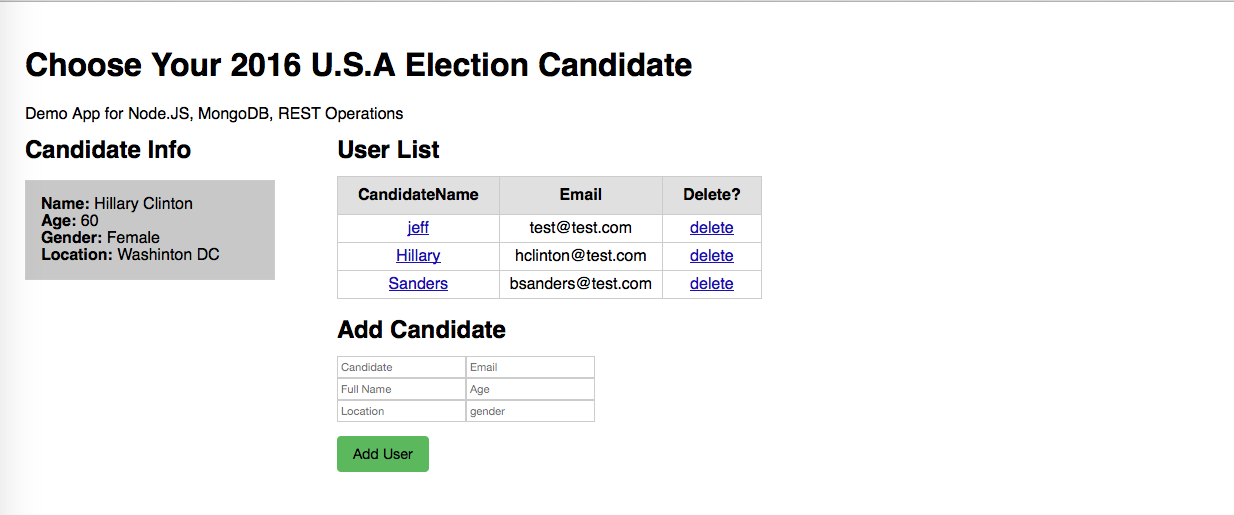 Choose Your 2016 U.S.A Election Candidate
Demo App for Node.JS, MongoDB, REST Operations
Candidate Info
Name: Hillary Clinton
Age: 60
Gender: Female
Location: Washinton DC
User List
CandidateName Email Delete?
jeff test@test.com delete
Hillary hclinton@test.com delete
Sanders bsanders@test.com delete
Add Candidate
Candidate Email
Full Name Age
Location gender
Add User